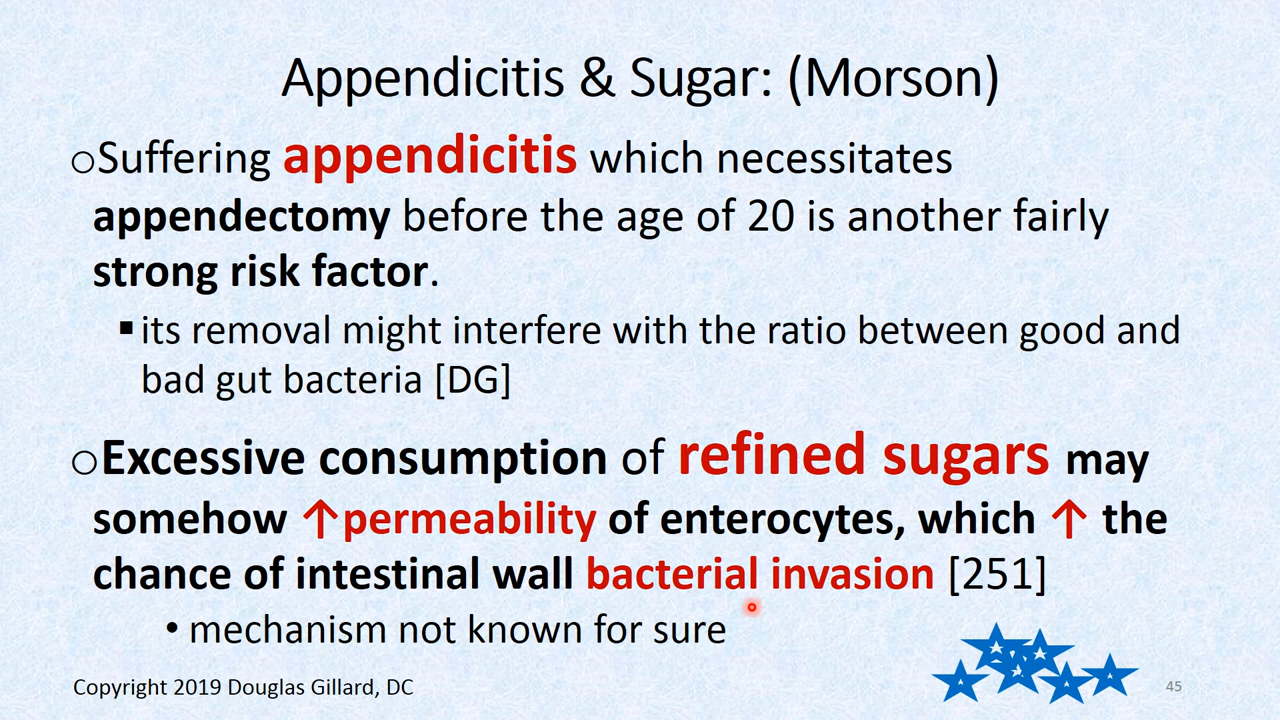 Appendicitis & Sugar: (Morson)
oSuffering appendicitis which necessitates
appendectomy before the age of 20 is another fairly
strong risk factor.
▪ its removal might interfere with the ratio between good and
bad gut bacteria [DG]
oExcessive consumption of refined sugars may
somehow ↑permeability of enterocytes, which ↑ the
chance of intestinal wall bacterial invasion [251]
• mechanism not known for sure
Copyright 2019 Douglas Gillard, DC
45